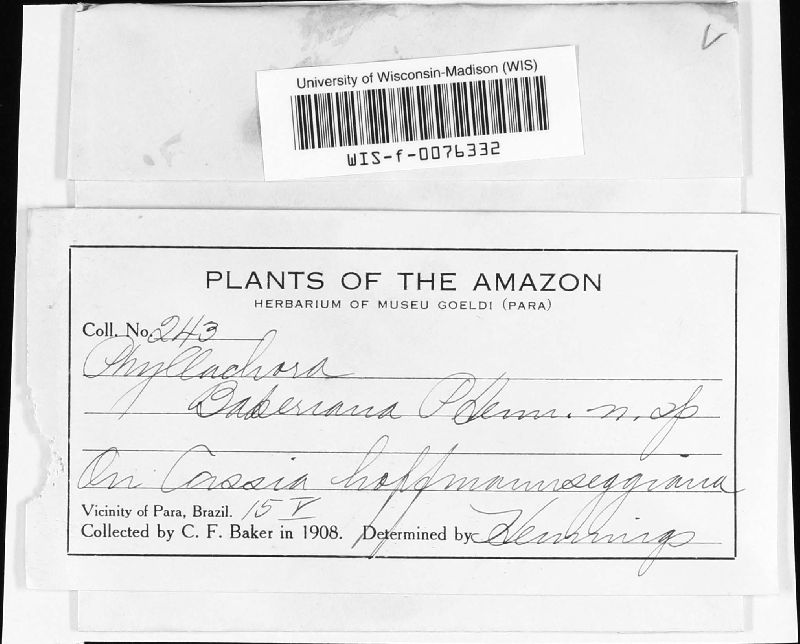 University of Wisconsin-Madison (WIS)
WIS-f-0076332
PLANTS OF THE AMAZON
HERBARIUM OF MUSEU GOELDI (PARA)
Coll. No. 243
Phyllachora
Bakeriana P Henn. n. sp
On Cassia hoffmannseggiana
Vicinity of Para, Brazil. 15 V
Collected by C. F. Baker in 1908. Determined by Hennings